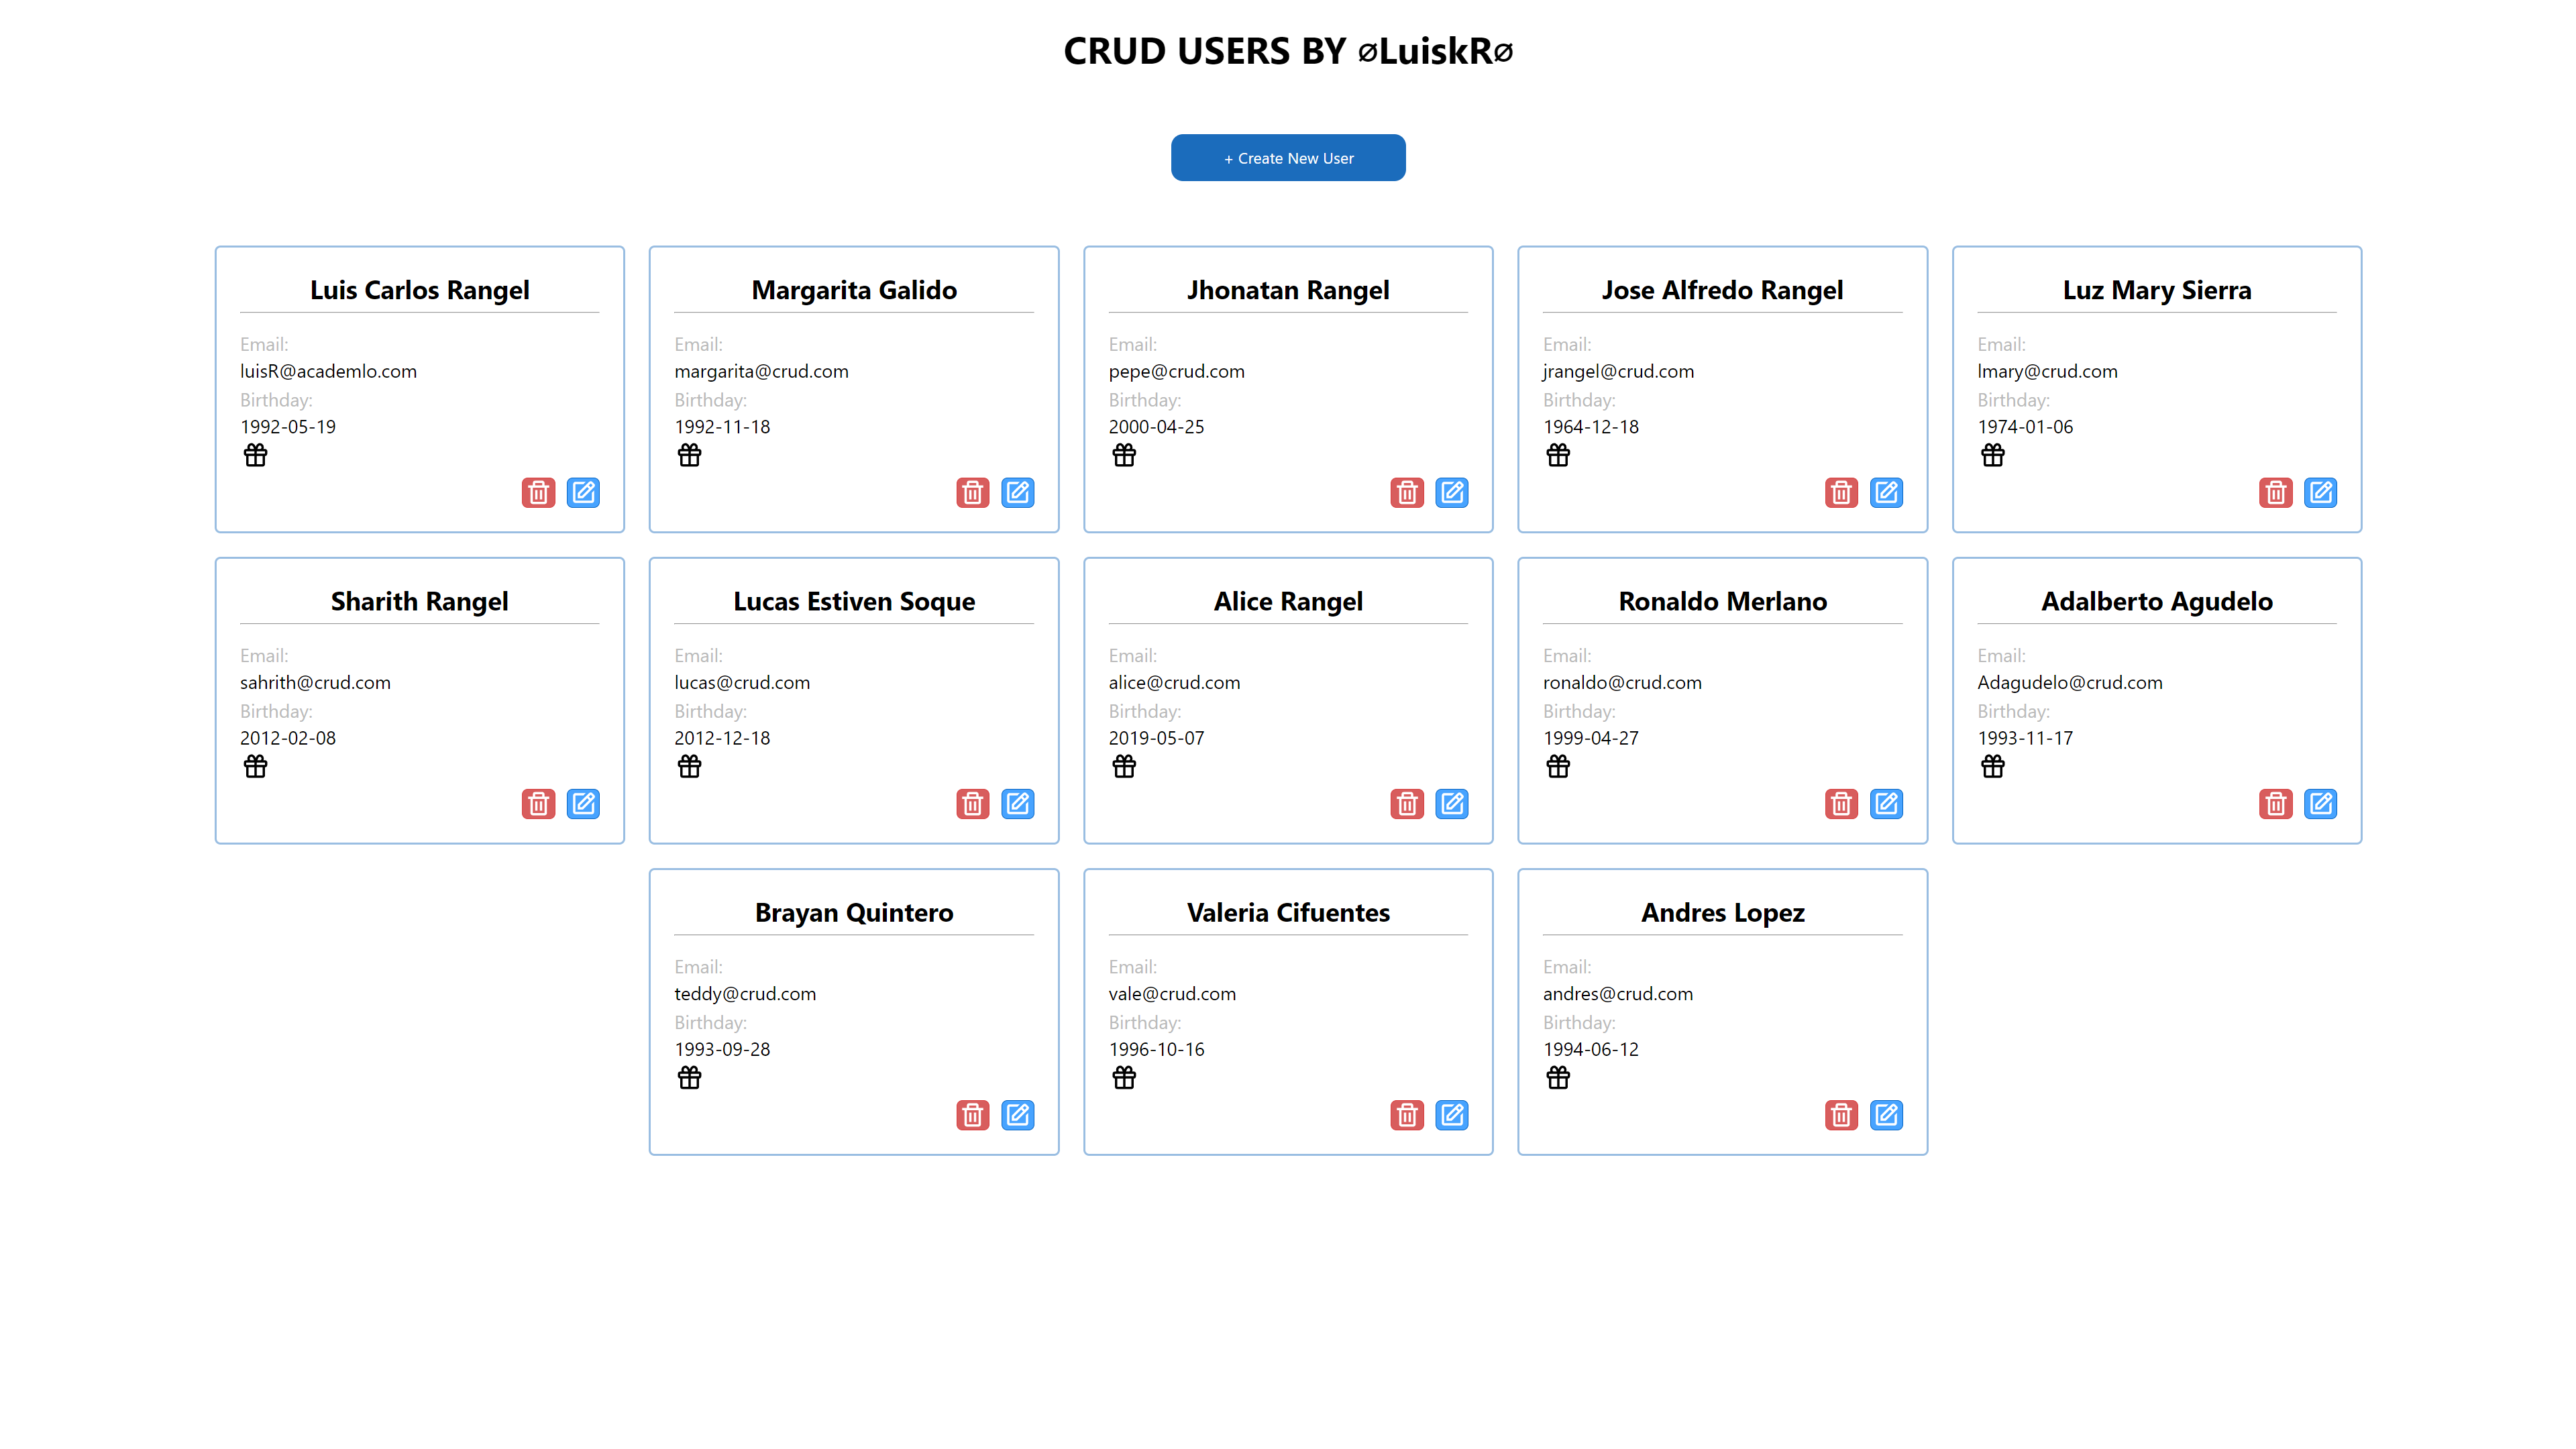 CRUD USERS BY ⌀LuiskR⌀
+ Create New User
Luis Carlos Rangel
Email:
luisR@academlo.com
Birthday:
1992-05-19
Margarita Galido
Email:
margarita@crud.com
Birthday:
1992-11-18
Jhonatan Rangel
Email:
pepe@crud.com
Birthday:
2000-04-25
Jose Alfredo Rangel
Email:
jrangel@crud.com
Birthday:
1964-12-18
Luz Mary Sierra
Email:
lmary@crud.com
Birthday:
1974-01-06
Sharith Rangel
Email:
sahrith@crud.com
Birthday:
2012-02-08
Lucas Estiven Soque
Email:
lucas@crud.com
Birthday:
2012-12-18
Alice Rangel
Email:
alice@crud.com
Birthday:
2019-05-07
Ronaldo Merlano
Email:
ronaldo@crud.com
Birthday:
1999-04-27
Adalberto Agudelo
Email:
Adagudelo@crud.com
Birthday:
1993-11-17
Brayan Quintero
Email:
teddy@crud.com
Birthday:
1993-09-28
Valeria Cifuentes
Email:
vale@crud.com
Birthday:
1996-10-16
Andres Lopez
Email:
andres@crud.com
Birthday:
1994-06-12